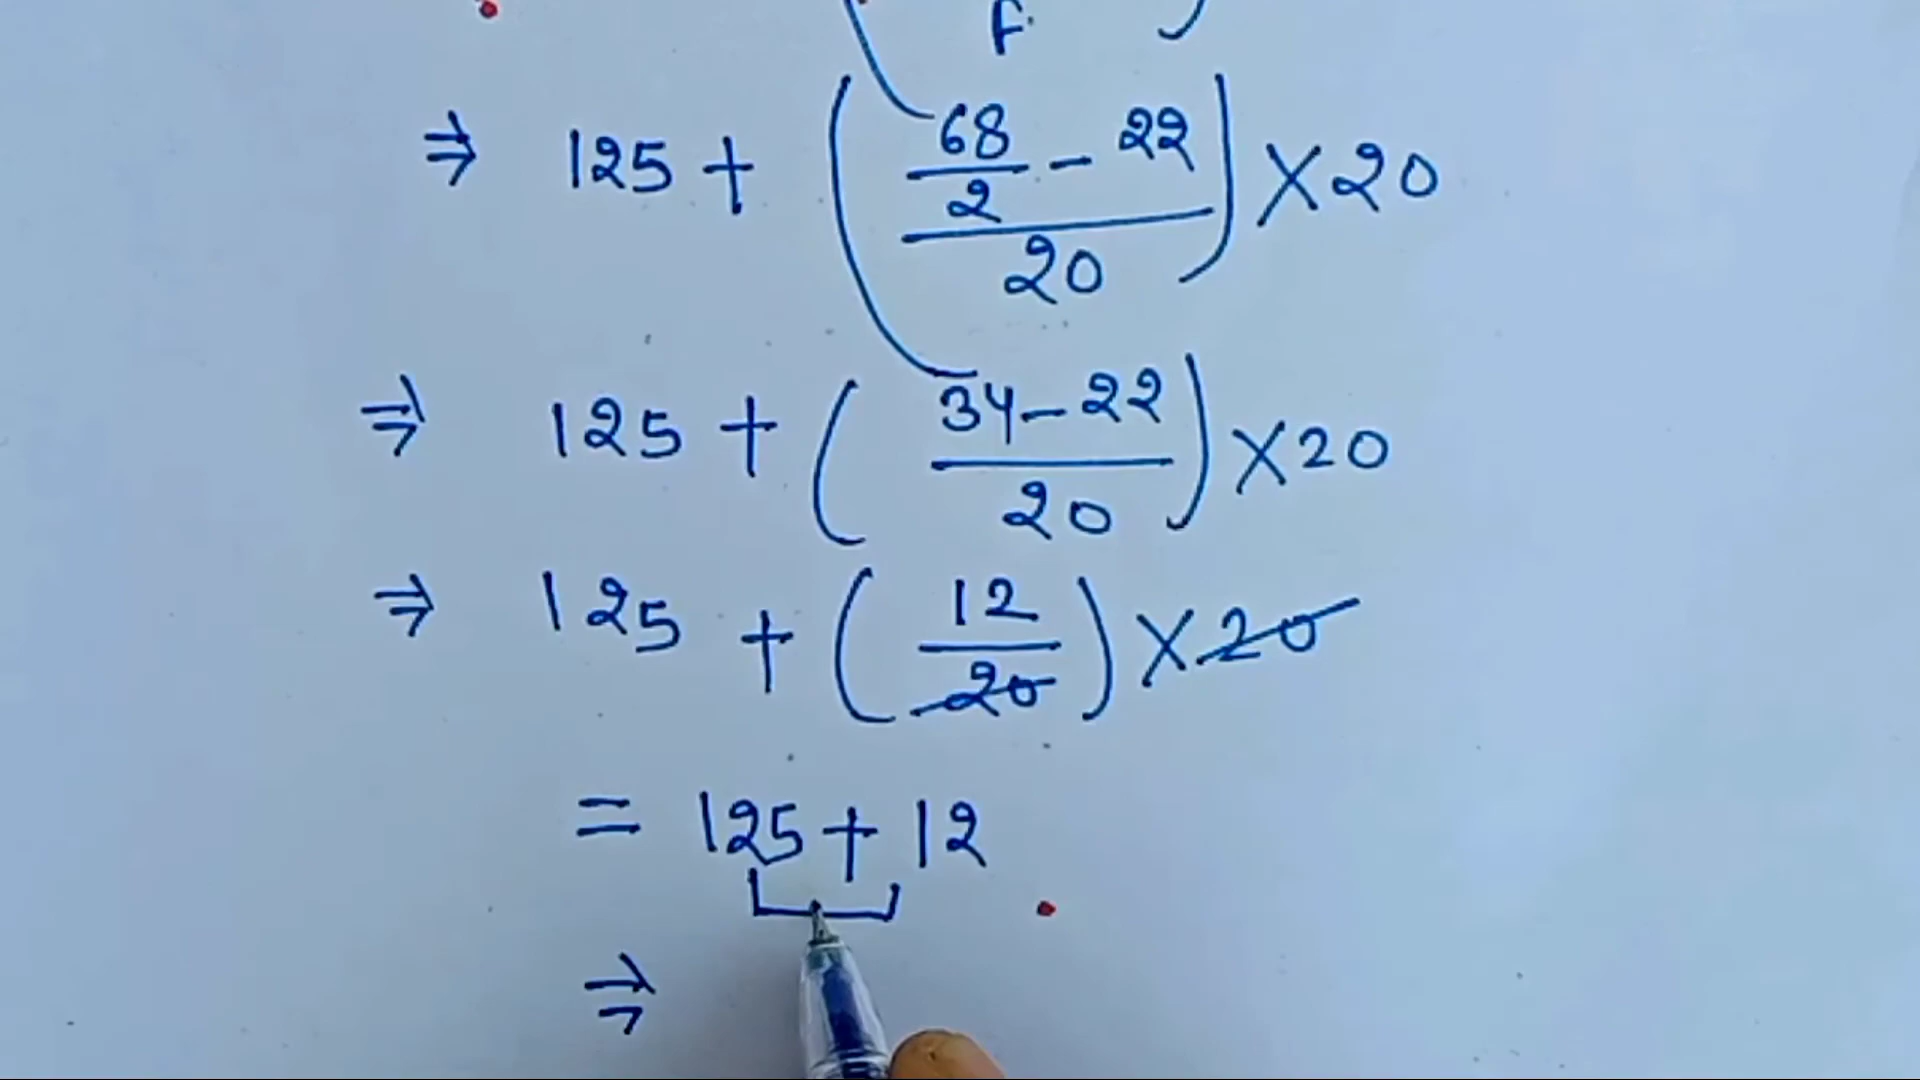 F
⇒ 125 + ( (68/2 - 22) / 20 ) × 20
⇒ 125 + ( (34 - 22) / 20 ) × 20
⇒ 125 + ( 12 / 20 ) × 20
= 125 + 12
⇒